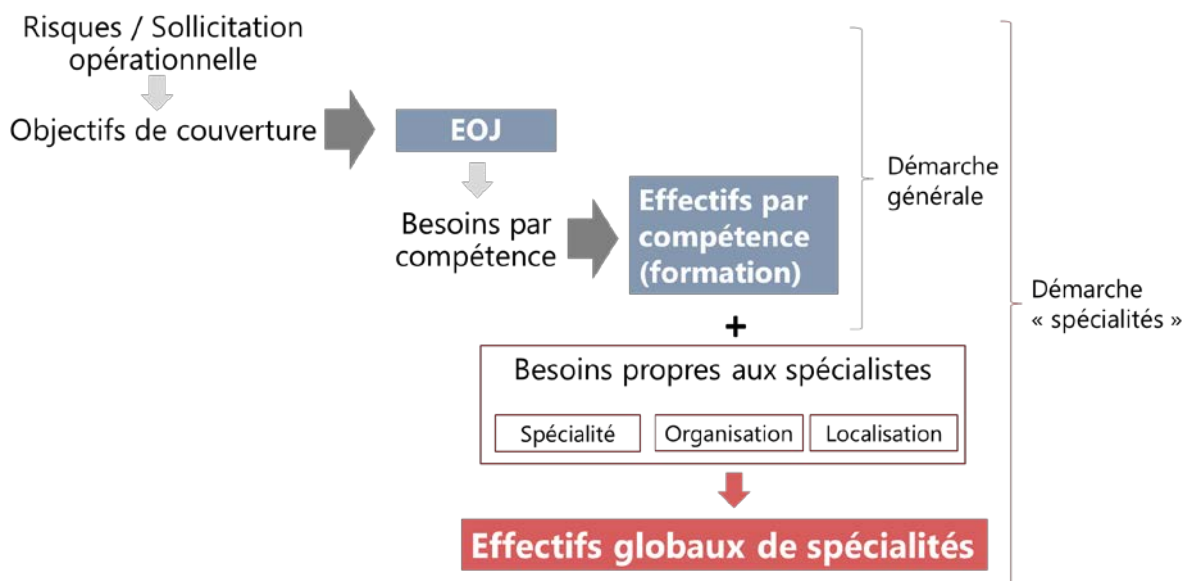 Risques / Sollicitation
opérationnelle
Objectifs de couverture
EOJ
Besoins par
compétence
Effectifs par
compétence
(formation)
Démarche
générale
+
Besoins propres aux spécialistes
Spécialité
Organisation
Localisation
Démarche
« spécialités »
Effectifs globaux de spécialités